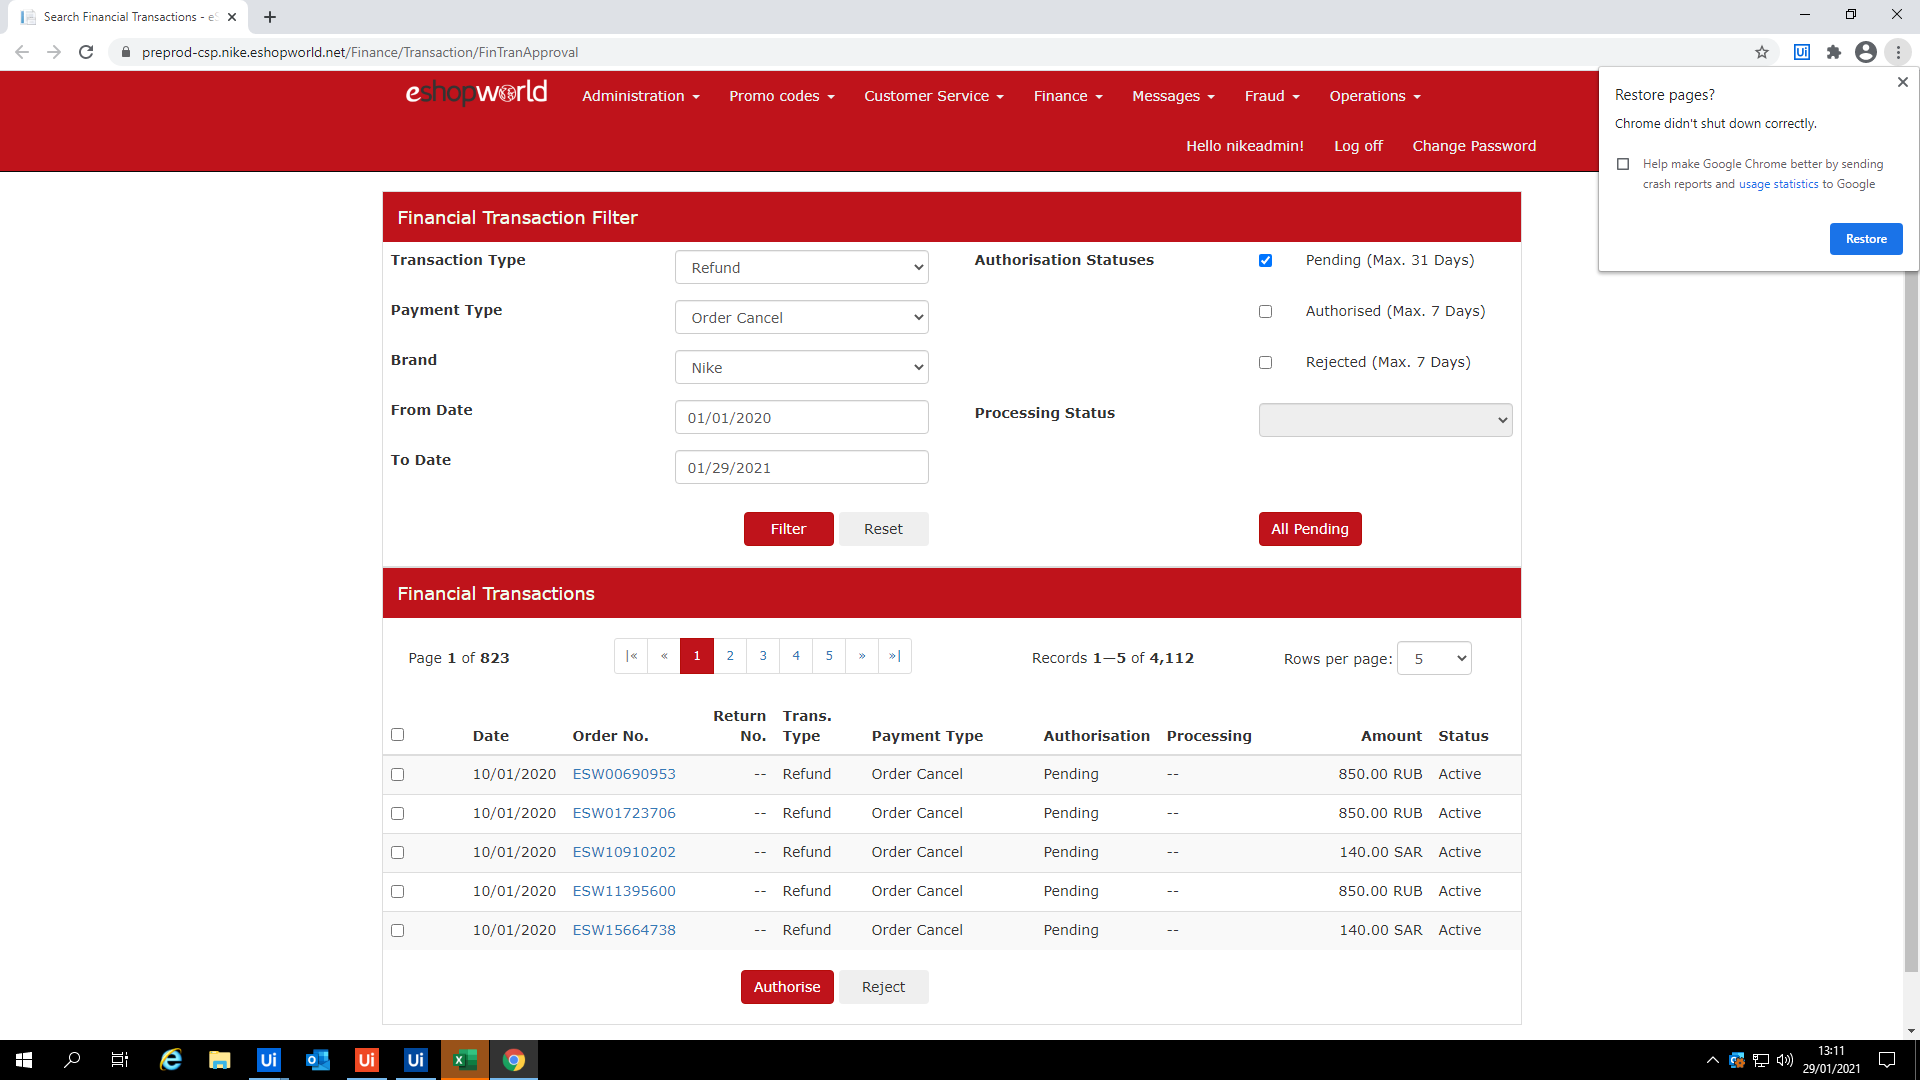 Search Financial Transactions - eS
preprod-csp.nike.eshopworld.net/Finance/Transaction/FinTranApproval
eshopworld Administration Promo codes Customer Service Finance Messages Fraud Operations
Hello nikeadmin! Log off Change Password
Restore pages?
Chrome didn't shut down correctly.
Help make Google Chrome better by sending
crash reports and usage statistics to Google
Restore
Financial Transaction Filter
Transaction Type Refund Authorisation Statuses Pending (Max. 31 Days)
Payment Type Order Cancel Authorised (Max. 7 Days)
Brand Nike Rejected (Max. 7 Days)
From Date 01/01/2020 Processing Status
To Date 01/29/2021
Filter Reset All Pending
Financial Transactions
Page 1 of 823 |« « 1 2 3 4 5 » »| Records 1—5 of 4,112 Rows per page: 5
Date Order No. Return No. Trans. Type Payment Type Authorisation Processing Amount Status
10/01/2020 ESW00690953 -- Refund Order Cancel Pending -- 850.00 RUB Active
10/01/2020 ESW01723706 -- Refund Order Cancel Pending -- 850.00 RUB Active
10/01/2020 ESW10910202 -- Refund Order Cancel Pending -- 140.00 SAR Active
10/01/2020 ESW11395600 -- Refund Order Cancel Pending -- 850.00 RUB Active
10/01/2020 ESW15664738 -- Refund Order Cancel Pending -- 140.00 SAR Active
Authorise Reject
Ui Ui Ui
13:11
29/01/2021